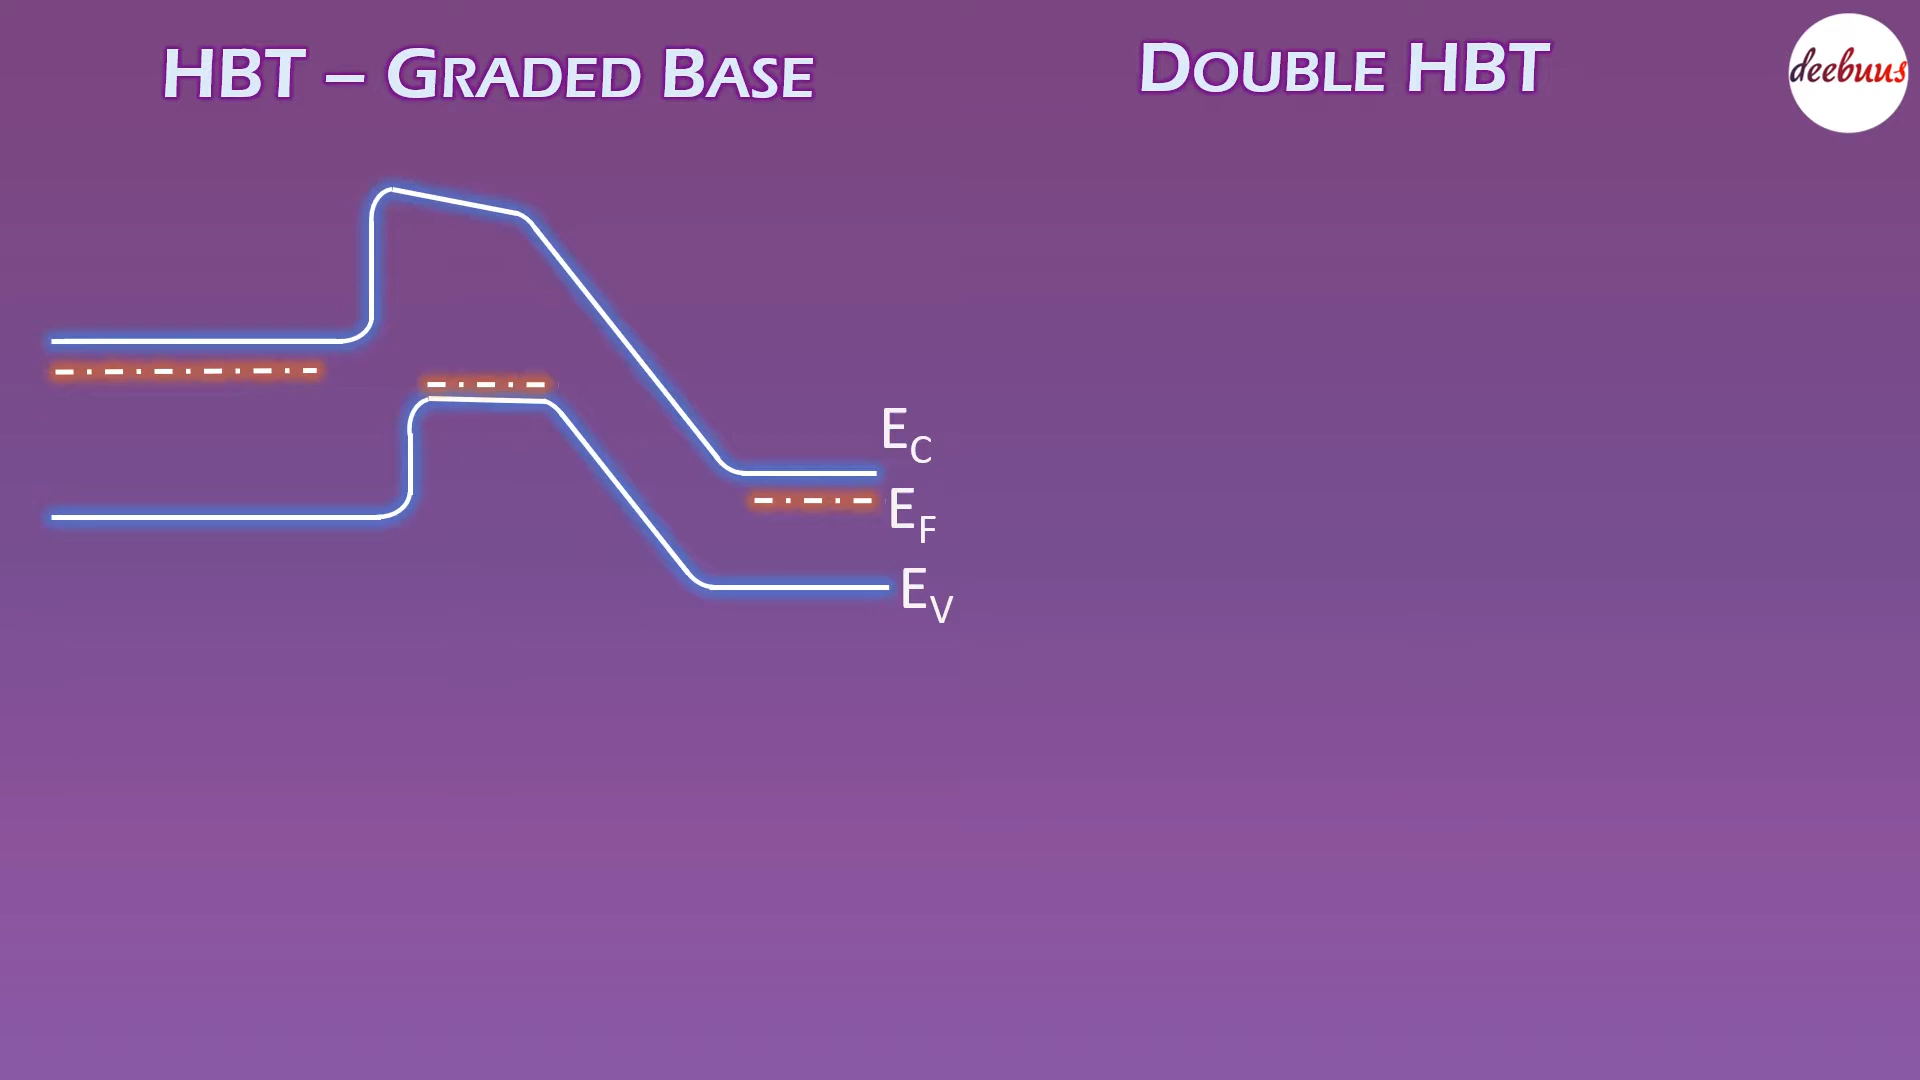 HBT – GRADED BASE
DOUBLE HBT
deebuus
EC
EF
EV